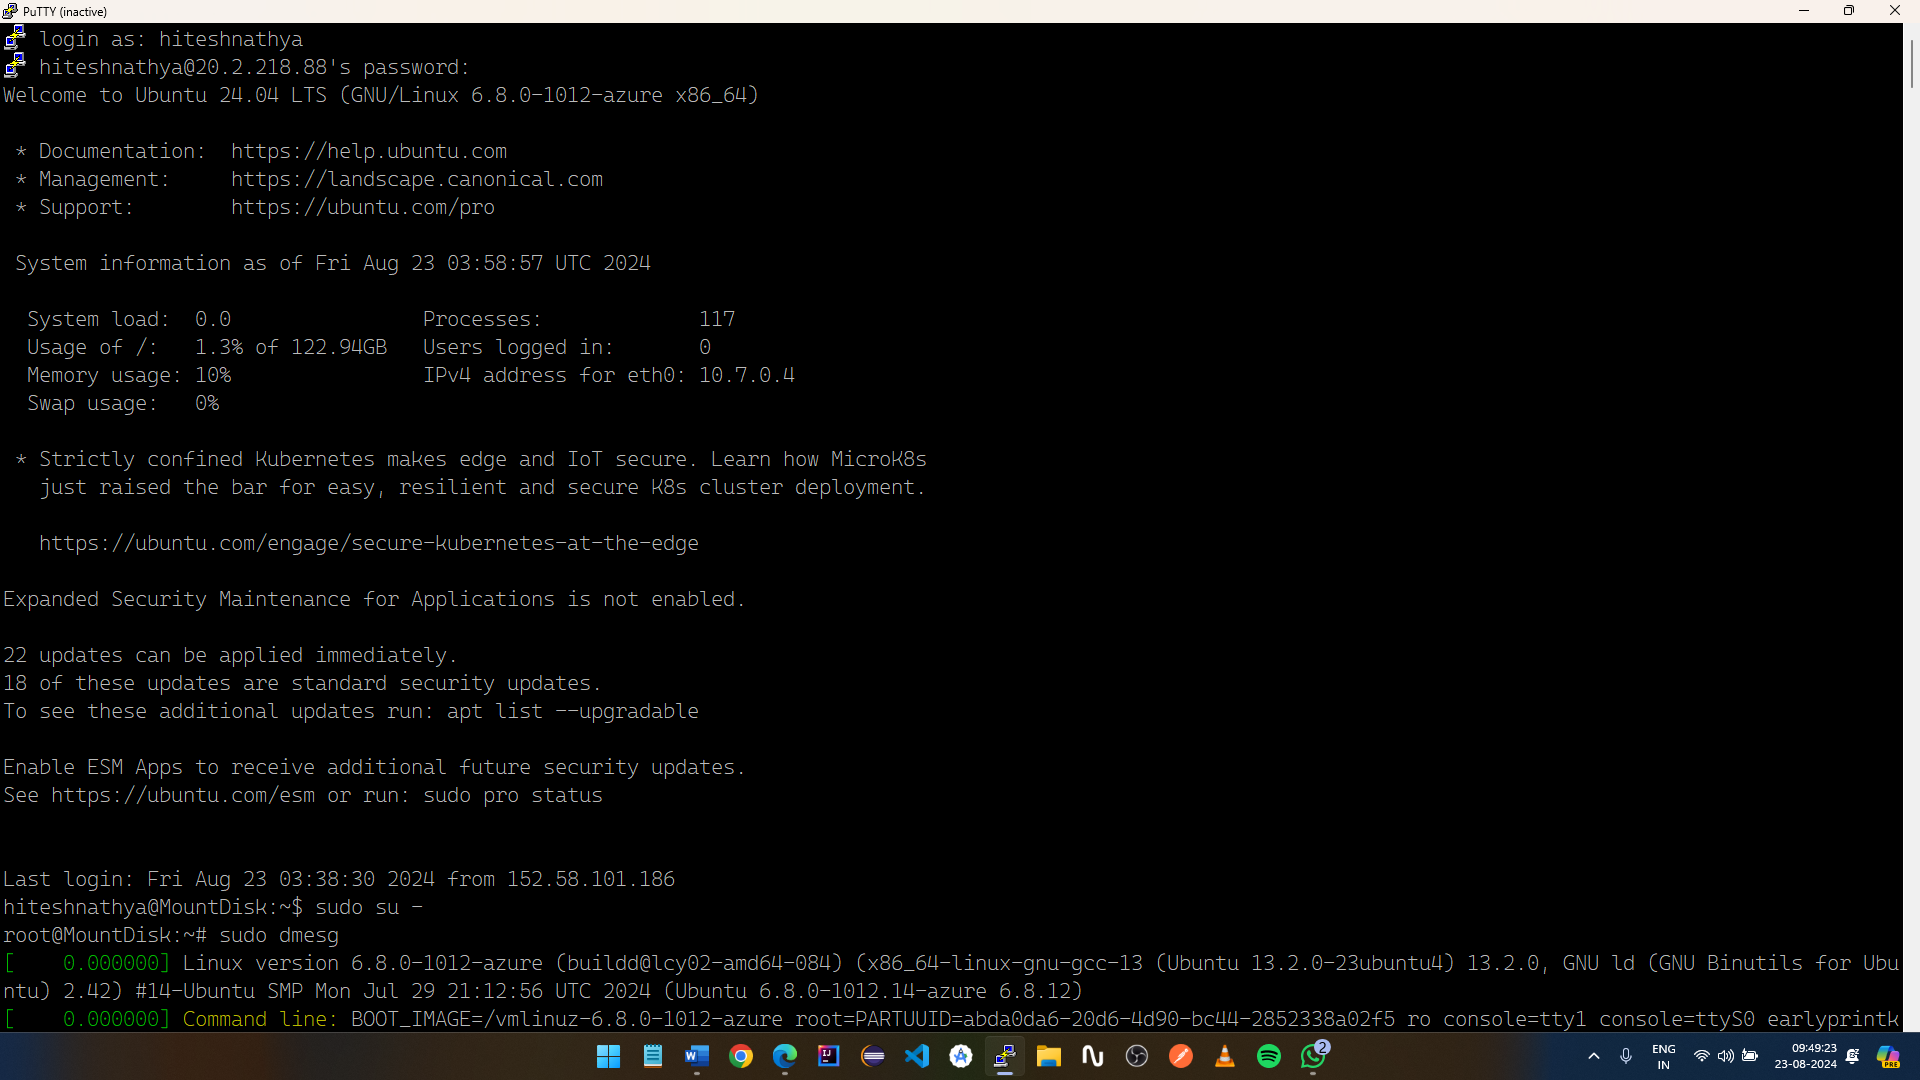 PuTTY (inactive)
login as: hiteshnathya
hiteshnathya@20.2.218.88's password:
Welcome to Ubuntu 24.04 LTS (GNU/Linux 6.8.0-1012-azure x86_64)
* Documentation:  https://help.ubuntu.com
* Management:     https://landscape.canonical.com
* Support:        https://ubuntu.com/pro
System information as of Fri Aug 23 03:58:57 UTC 2024
System load:  0.0                Processes:             117
Usage of /:   1.3% of 122.94GB   Users logged in:       0
Memory usage: 10%                IPv4 address for eth0: 10.7.0.4
Swap usage:   0%
* Strictly confined Kubernetes makes edge and IoT secure. Learn how MicroK8s
just raised the bar for easy, resilient and secure K8s cluster deployment.
https://ubuntu.com/engage/secure-kubernetes-at-the-edge
Expanded Security Maintenance for Applications is not enabled.
22 updates can be applied immediately.
18 of these updates are standard security updates.
To see these additional updates run: apt list --upgradable
Enable ESM Apps to receive additional future security updates.
See https://ubuntu.com/esm or run: sudo pro status
Last login: Fri Aug 23 03:38:30 2024 from 152.58.101.186
hiteshnathya@MountDisk:~$ sudo su -
root@MountDisk:~# sudo dmesg
[    0.000000] Linux version 6.8.0-1012-azure (buildd@lcy02-amd64-084) (x86_64-linux-gnu-gcc-13 (Ubuntu 13.2.0-23ubuntu4) 13.2.0, GNU ld (GNU Binutils for Ubu
ntu) 2.42) #14-Ubuntu SMP Mon Jul 29 21:12:56 UTC 2024 (Ubuntu 6.8.0-1012.14-azure 6.8.12)
[    0.000000] Command line: BOOT_IMAGE=/vmlinuz-6.8.0-1012-azure root=PARTUUID=abda0da6-20d6-4d90-bc44-2852338a02f5 ro console=tty1 console=ttyS0 earlyprintk
2
ENG
IN
09:49:23
23-08-2024
PRE